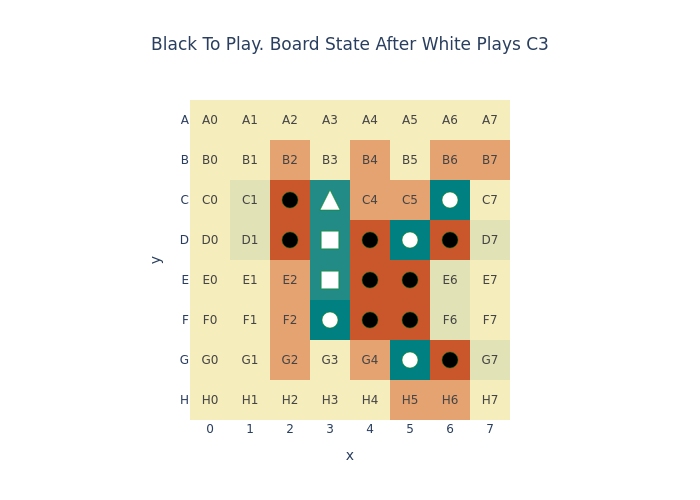 Black To Play. Board State After White Plays C3
A A0 A1 A2 A3 A4 A5 A6 A7
B B0 B1 B2 B3 B4 B5 B6 B7
C C0 C1 C4 C5 C7
D D0 D1 D7
y
E E0 E1 E2 E6 E7
F F0 F1 F2 F6 F7
G G0 G1 G2 G3 G4 G7
H H0 H1 H2 H3 H4 H5 H6 H7
0 1 2 3 4 5 6 7
x